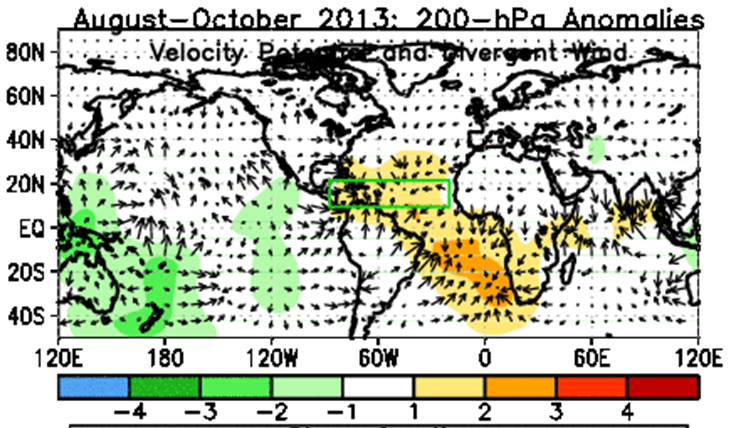 August–October 2013: 200–hPa Anomalies
Velocity Potential and Divergent Wind
80N
60N
40N
20N
EQ
20S
40S
120E 180 120W 60W 0 60E 120E
−4 −3 −2 −1 1 2 3 4